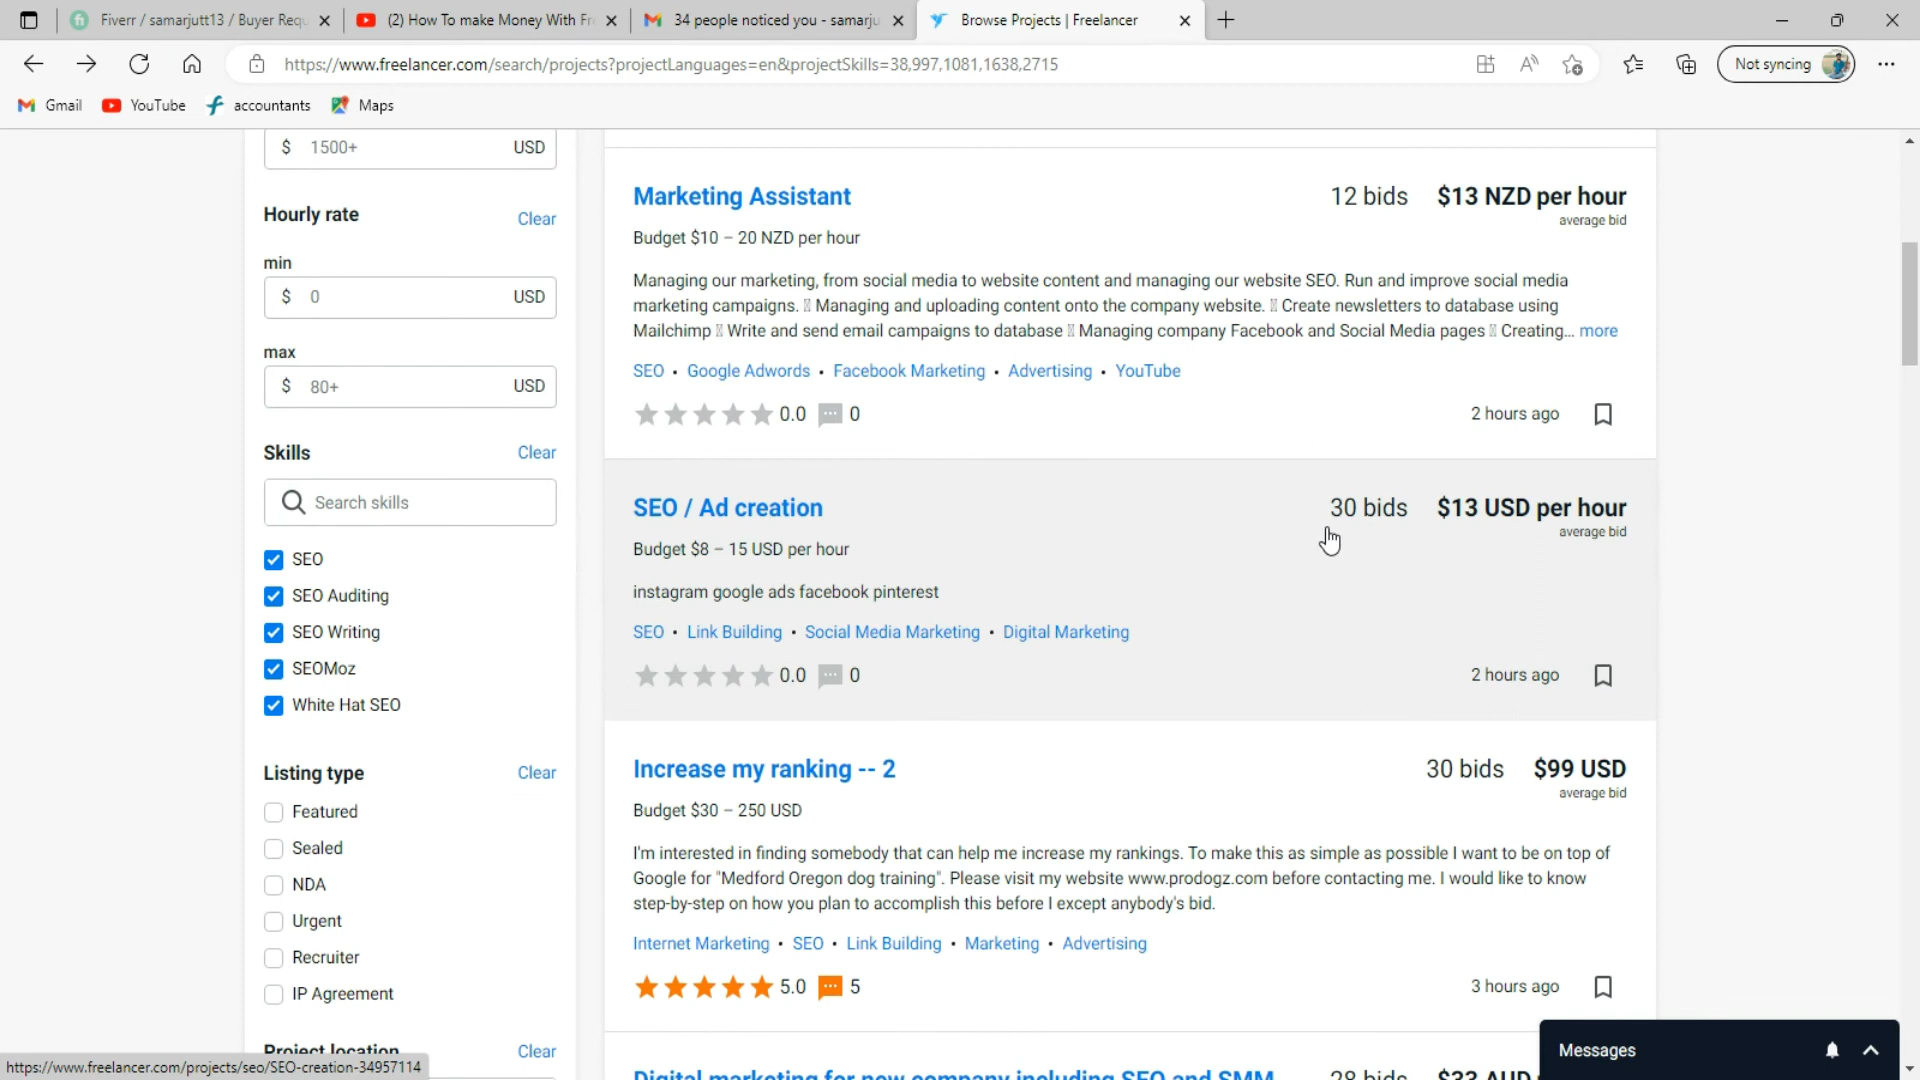 Fiverr / samarjutt13 / Buyer Requ
(2) How To make Money With Fr
34 people noticed you - samarju
Browse Projects | Freelancer
https://www.freelancer.com/search/projects?projectLanguages=en&projectSkills=38,997,1081,1638,2715
Not syncing
Gmail
YouTube
accountants
Maps
$ 1500+ USD
Hourly rate
Clear
min
$ 0 USD
max
$ 80+ USD
Skills
Clear
Search skills
SEO
SEO Auditing
SEO Writing
SEOMoz
White Hat SEO
Listing type
Clear
Featured
Sealed
NDA
Urgent
Recruiter
IP Agreement
Project location
Clear
Marketing Assistant
12 bids
$13 NZD per hour
average bid
Budget $10 – 20 NZD per hour
Managing our marketing, from social media to website content and managing our website SEO. Run and improve social media
marketing campaigns. Managing and uploading content onto the company website. Create newsletters to database using
Mailchimp Write and send email campaigns to database Managing company Facebook and Social Media pages Creating... more
SEO • Google Adwords • Facebook Marketing • Advertising • YouTube
0.0 0
2 hours ago
SEO / Ad creation
30 bids
$13 USD per hour
average bid
Budget $8 – 15 USD per hour
instagram google ads facebook pinterest
SEO • Link Building • Social Media Marketing • Digital Marketing
0.0 0
2 hours ago
Increase my ranking -- 2
30 bids
$99 USD
average bid
Budget $30 – 250 USD
I'm interested in finding somebody that can help me increase my rankings. To make this as simple as possible I want to be on top of
Google for "Medford Oregon dog training". Please visit my website www.prodogz.com before contacting me. I would like to know
step-by-step on how you plan to accomplish this before I except anybody's bid.
Internet Marketing • SEO • Link Building • Marketing • Advertising
5.0 5
3 hours ago
Digital marketing for new company including SEO and SMM
28 bids
$33 AUD
Messages
https://www.freelancer.com/projects/seo/SEO-creation-34957114